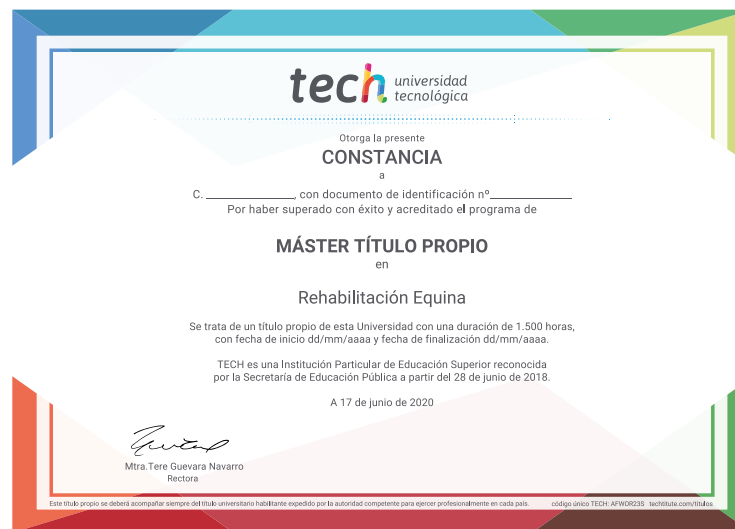 tech universidad
tecnológica
Otorga la presente
CONSTANCIA
a
C. ______________, con documento de identificación nº______________
Por haber superado con éxito y acreditado el programa de
MÁSTER TÍTULO PROPIO
en
Rehabilitación Equina
Se trata de un título propio de esta Universidad con una duración de 1.500 horas,
con fecha de inicio dd/mm/aaaa y fecha de finalización dd/mm/aaaa.
TECH es una Institución Particular de Educación Superior reconocida
por la Secretaría de Educación Pública a partir del 28 de junio de 2018.
A 17 de junio de 2020
Mtra.Tere Guevara Navarro
Rectora
Este título propio se deberá acompañar siempre del título universitario habilitante expedido por la autoridad competente para ejercer profesionalmente en cada país. código único TECH: AFWOR23S techtitute.com/títulos